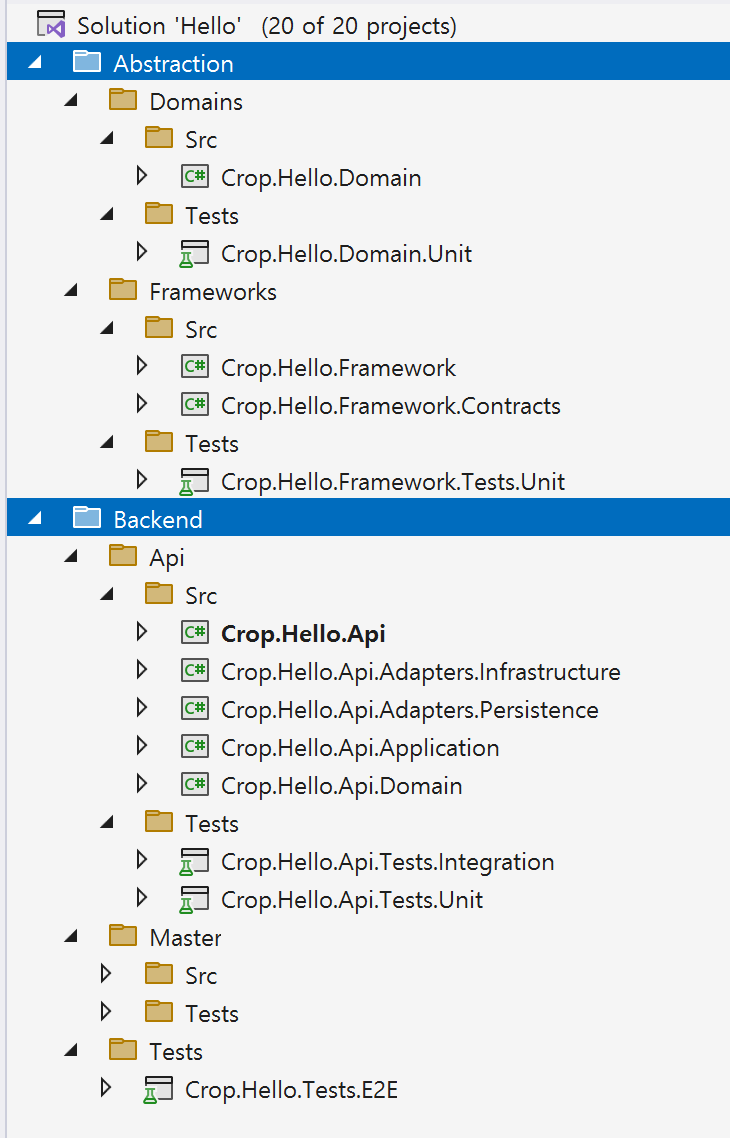 Solution 'Hello' (20 of 20 projects)
Abstraction
Domains
Src
C# Crop.Hello.Domain
Tests
Crop.Hello.Domain.Unit
Frameworks
Src
C# Crop.Hello.Framework
C# Crop.Hello.Framework.Contracts
Tests
Crop.Hello.Framework.Tests.Unit
Backend
Api
Src
C# Crop.Hello.Api
C# Crop.Hello.Api.Adapters.Infrastructure
C# Crop.Hello.Api.Adapters.Persistence
C# Crop.Hello.Api.Application
C# Crop.Hello.Api.Domain
Tests
Crop.Hello.Api.Tests.Integration
Crop.Hello.Api.Tests.Unit
Master
Src
Tests
Tests
Crop.Hello.Tests.E2E